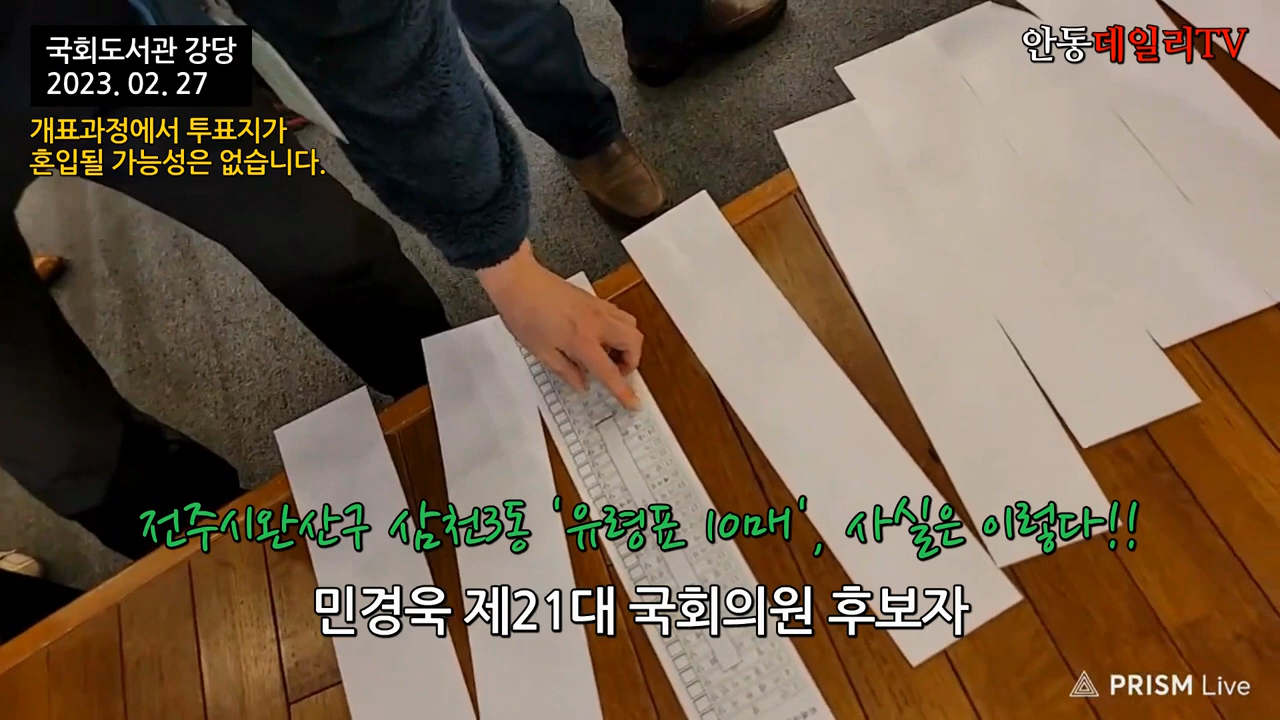 국회도서관 강당
2023. 02. 27
안동데일리TV
개표과정에서 투표지가
혼입될 가능성은 없습니다.
전주시완산구 삼천3동 '유령표 10매', 사실은 이렇다!!
민경욱 제21대 국회의원 후보자
PRISM Live